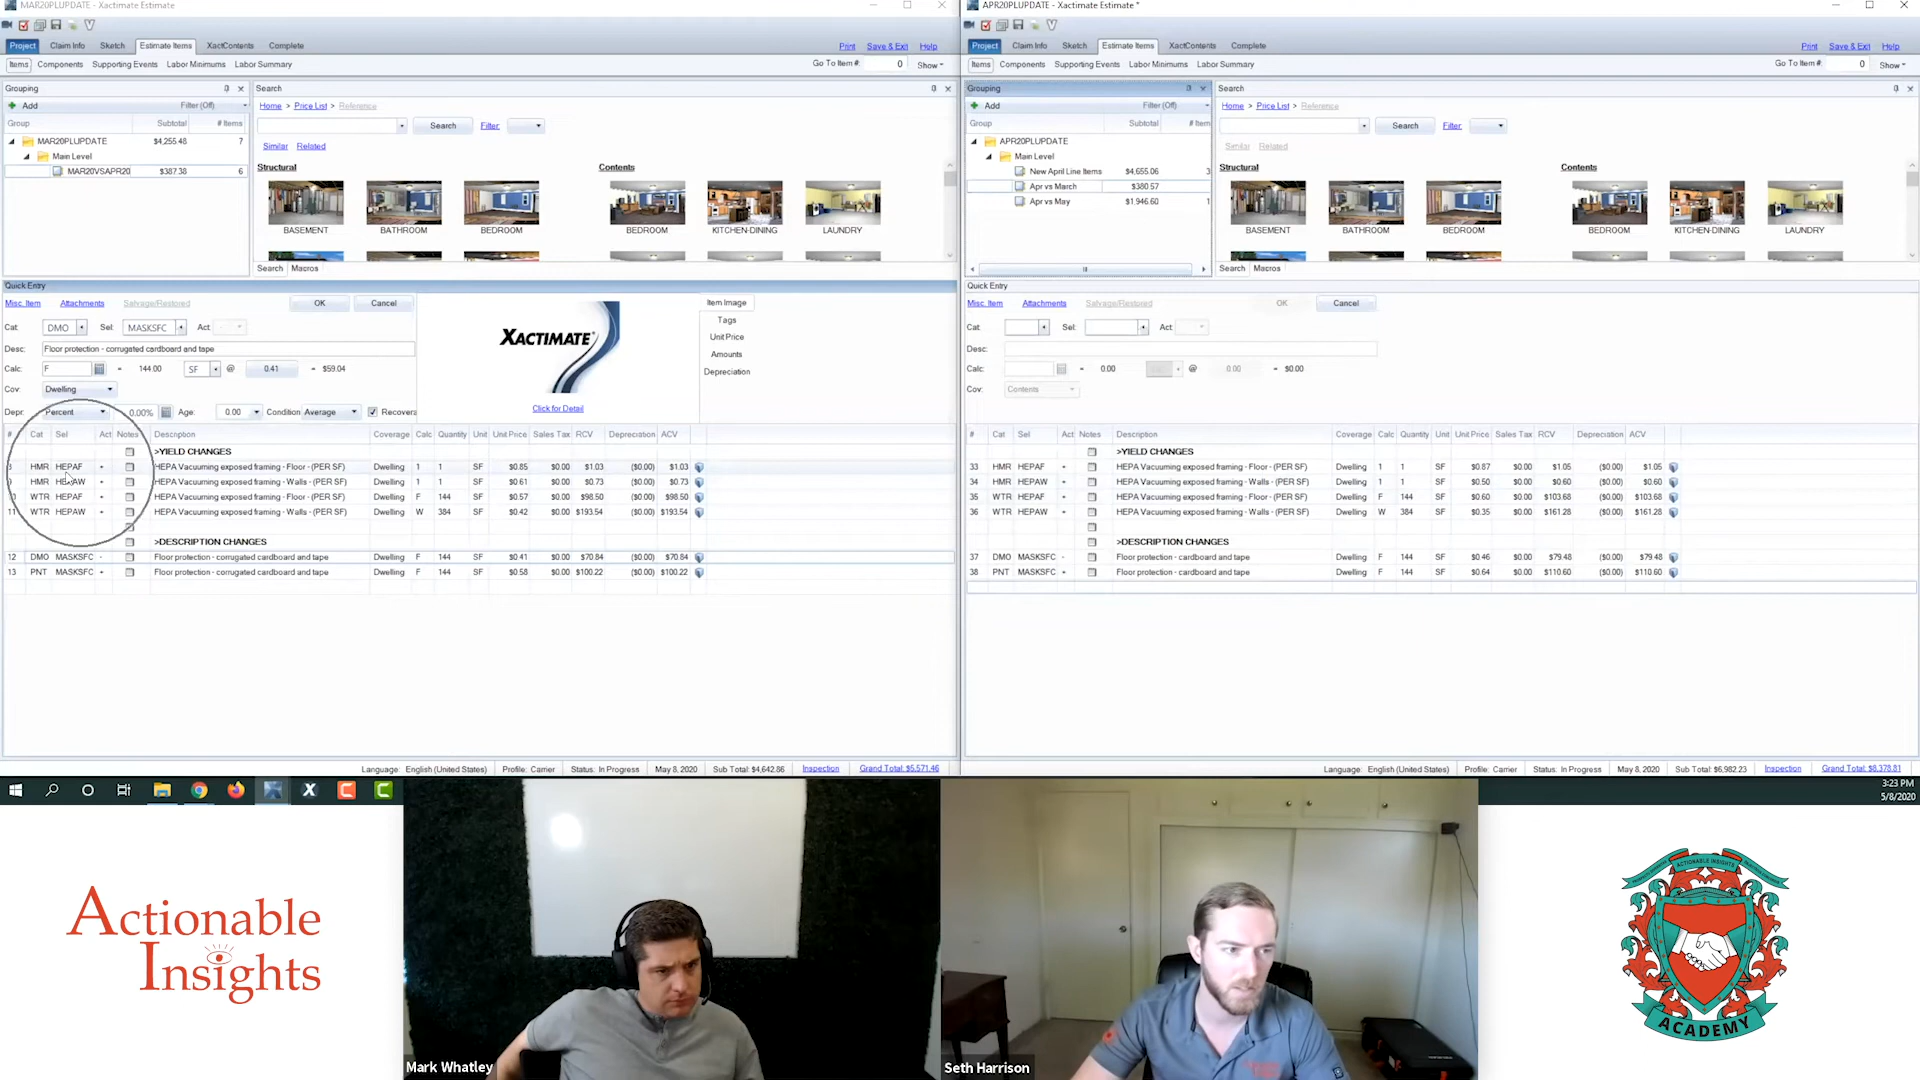 MAR20PLUPDATE - Xactimate Estimate
Project Claim Info Sketch Estimate Items XactContents Complete
Print Save & Exit Help
Items Components Supporting Events Labor Minimums Labor Summary
Go To Item #: 0 Show
Grouping
Add Filter (Off)
Group Subtotal # Items
MAR20PLUPDATE $4,255.48 7
Main Level
MAR20VSAPR20 $387.38 6
Search
Home > Price List > Reference
Search Filter:
Similar Related
Structural
Contents
BASEMENT BATHROOM BEDROOM BEDROOM KITCHEN-DINING LAUNDRY
Search Macros
Quick Entry
Misc. Item Attachments Salvage/Restored OK Cancel
Cat: DMO Sel: MASKSFC Act:
Desc: Floor protection - corrugated cardboard and tape
Calc: F = 144.00 SF @ 0.41 = $59.04
Cov: Dwelling
Depr: Percent 0.00% Age: 0.00 Condition Average Recovera
XACTIMATE®
Click for Detail
Item Image
Tags
Unit Price
Amounts
Depreciation
# Cat Sel Act Notes Description Coverage Calc Quantity Unit Unit Price Sales Tax RCV Depreciation ACV
>YIELD CHANGES
HMR HEPAF + HEPA Vacuuming exposed framing - Floor - (PER SF) Dwelling 1 1 SF $0.85 $0.00 $1.03 ($0.00) $1.03
HMR HEPAW + HEPA Vacuuming exposed framing - Walls - (PER SF) Dwelling 1 1 SF $0.61 $0.00 $0.73 ($0.00) $0.73
WTR HEPAF + HEPA Vacuuming exposed framing - Floor - (PER SF) Dwelling F 144 SF $0.57 $0.00 $98.50 ($0.00) $98.50
11 WTR HEPAW + HEPA Vacuuming exposed framing - Walls - (PER SF) Dwelling W 384 SF $0.42 $0.00 $193.54 ($0.00) $193.54
>DESCRIPTION CHANGES
12 DMO MASKSFC - Floor protection - corrugated cardboard and tape Dwelling F 144 SF $0.41 $0.00 $70.84 ($0.00) $70.84
13 PNT MASKSFC + Floor protection - corrugated cardboard and tape Dwelling F 144 SF $0.58 $0.00 $100.22 ($0.00) $100.22
Language: English (United States) Profile: Carrier Status: In Progress May 8, 2020 Sub Total: $4,642.86 Inspection Grand Total: $5,571.46
APR20PLUPDATE - Xactimate Estimate *
Project Claim Info Sketch Estimate Items XactContents Complete
Print Save & Exit Help
Items Components Supporting Events Labor Minimums Labor Summary
Go To Item #: 0 Show
Grouping
Add Filter (Off)
Group Subtotal # Item
APR20PLUPDATE
Main Level
New April Line Items $4,655.06 3
Apr vs March $380.57
Apr vs May $1,946.60 1
Search
Home > Price List > Reference
Search Filter:
Similar Related
Structural
Contents
BASEMENT BATHROOM BEDROOM BEDROOM KITCHEN-DINING LAUNDRY
Search Macros
Quick Entry
Misc. Item Attachments Salvage/Restored OK Cancel
Cat: Sel: Act:
Desc:
Calc: = 0.00 @ 0.00 = $0.00
Cov: Contents
# Cat Sel Act Notes Description Coverage Calc Quantity Unit Unit Price Sales Tax RCV Depreciation ACV
>YIELD CHANGES
33 HMR HEPAF + HEPA Vacuuming exposed framing - Floor - (PER SF) Dwelling 1 1 SF $0.87 $0.00 $1.05 ($0.00) $1.05
34 HMR HEPAW + HEPA Vacuuming exposed framing - Walls - (PER SF) Dwelling 1 1 SF $0.50 $0.00 $0.60 ($0.00) $0.60
35 WTR HEPAF + HEPA Vacuuming exposed framing - Floor - (PER SF) Dwelling F 144 SF $0.60 $0.00 $103.68 ($0.00) $103.68
36 WTR HEPAW + HEPA Vacuuming exposed framing - Walls - (PER SF) Dwelling W 384 SF $0.35 $0.00 $161.28 ($0.00) $161.28
>DESCRIPTION CHANGES
37 DMO MASKSFC - Floor protection - cardboard and tape Dwelling F 144 SF $0.46 $0.00 $79.48 ($0.00) $79.48
38 PNT MASKSFC + Floor protection - cardboard and tape Dwelling F 144 SF $0.64 $0.00 $110.60 ($0.00) $110.60
Language: English (United States) Profile: Carrier Status: In Progress May 8, 2020 Sub Total: $6,982.23 Inspection Grand Total: $8,378.81
3:23 PM
5/8/2020
Actionable
Insights
Mark Whatley
Seth Harrison
ACTIONABLE INSIGHTS
ACADEMY